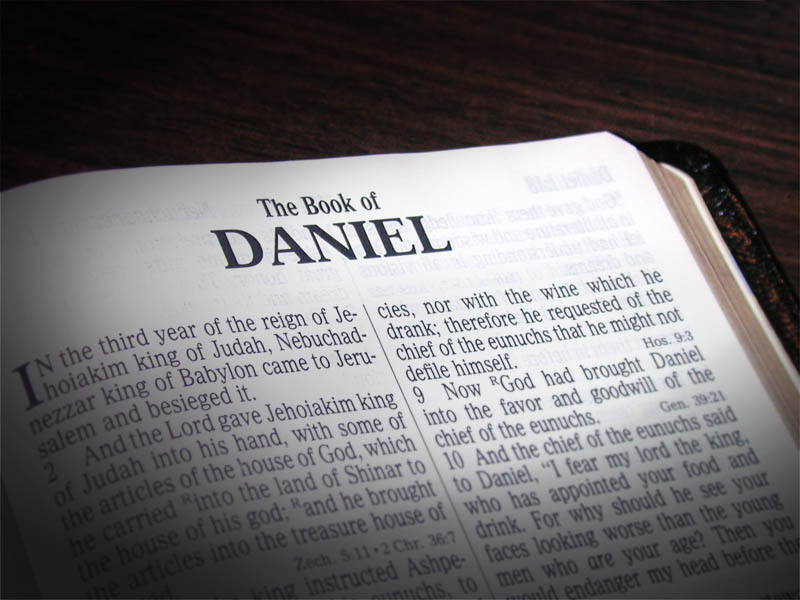 The Book of
DANIEL
IN the third year of the reign of Je-
hoiakim king of Judah, Nebuchad-
nezzar king of Babylon came to Jeru-
salem and besieged it.
2 And the Lord gave Jehoiakim king
of Judah into his hand, with some of
the articles of the house of God, which
he carried R into the land of Shinar to
the house of his god; R and he brought
the articles into the treasure house of
Zech. 5:11 • 2 Chr. 36:7
king instructed Ashpe-
eunuchs, to
cies, nor with the wine which he
drank; therefore he requested of the
chief of the eunuchs that he might not
defile himself.
Hos. 9:3
9 Now R God had brought Daniel
into the favor and goodwill of the
chief of the eunuchs.
Gen. 39:21
10 And the chief of the eunuchs said
to Daniel, “I fear my lord the king,
who has appointed your food and
drink. For why should he see your
faces looking worse than the young
men who are your age? Then you
would endanger my head before the